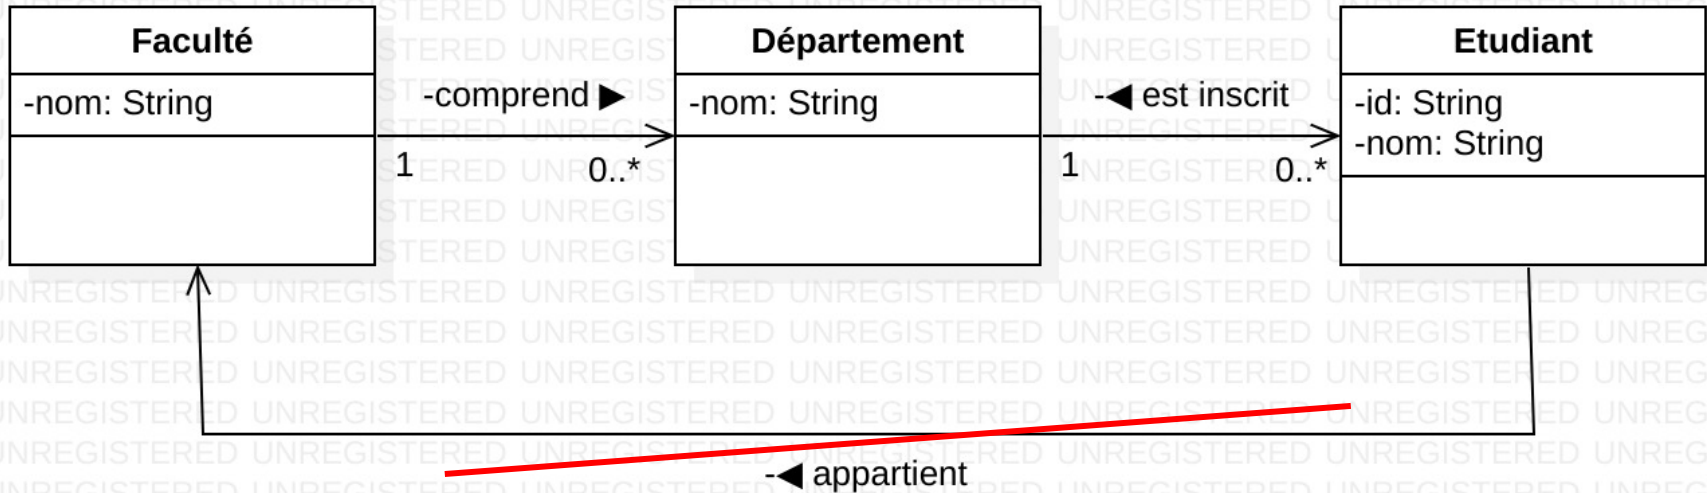 Faculté
-nom: String
-comprend ▶
1
0..*
Département
-nom: String
-◀ est inscrit
1
0..*
Etudiant
-id: String
-nom: String
-◀ appartient
UNREGISTERED